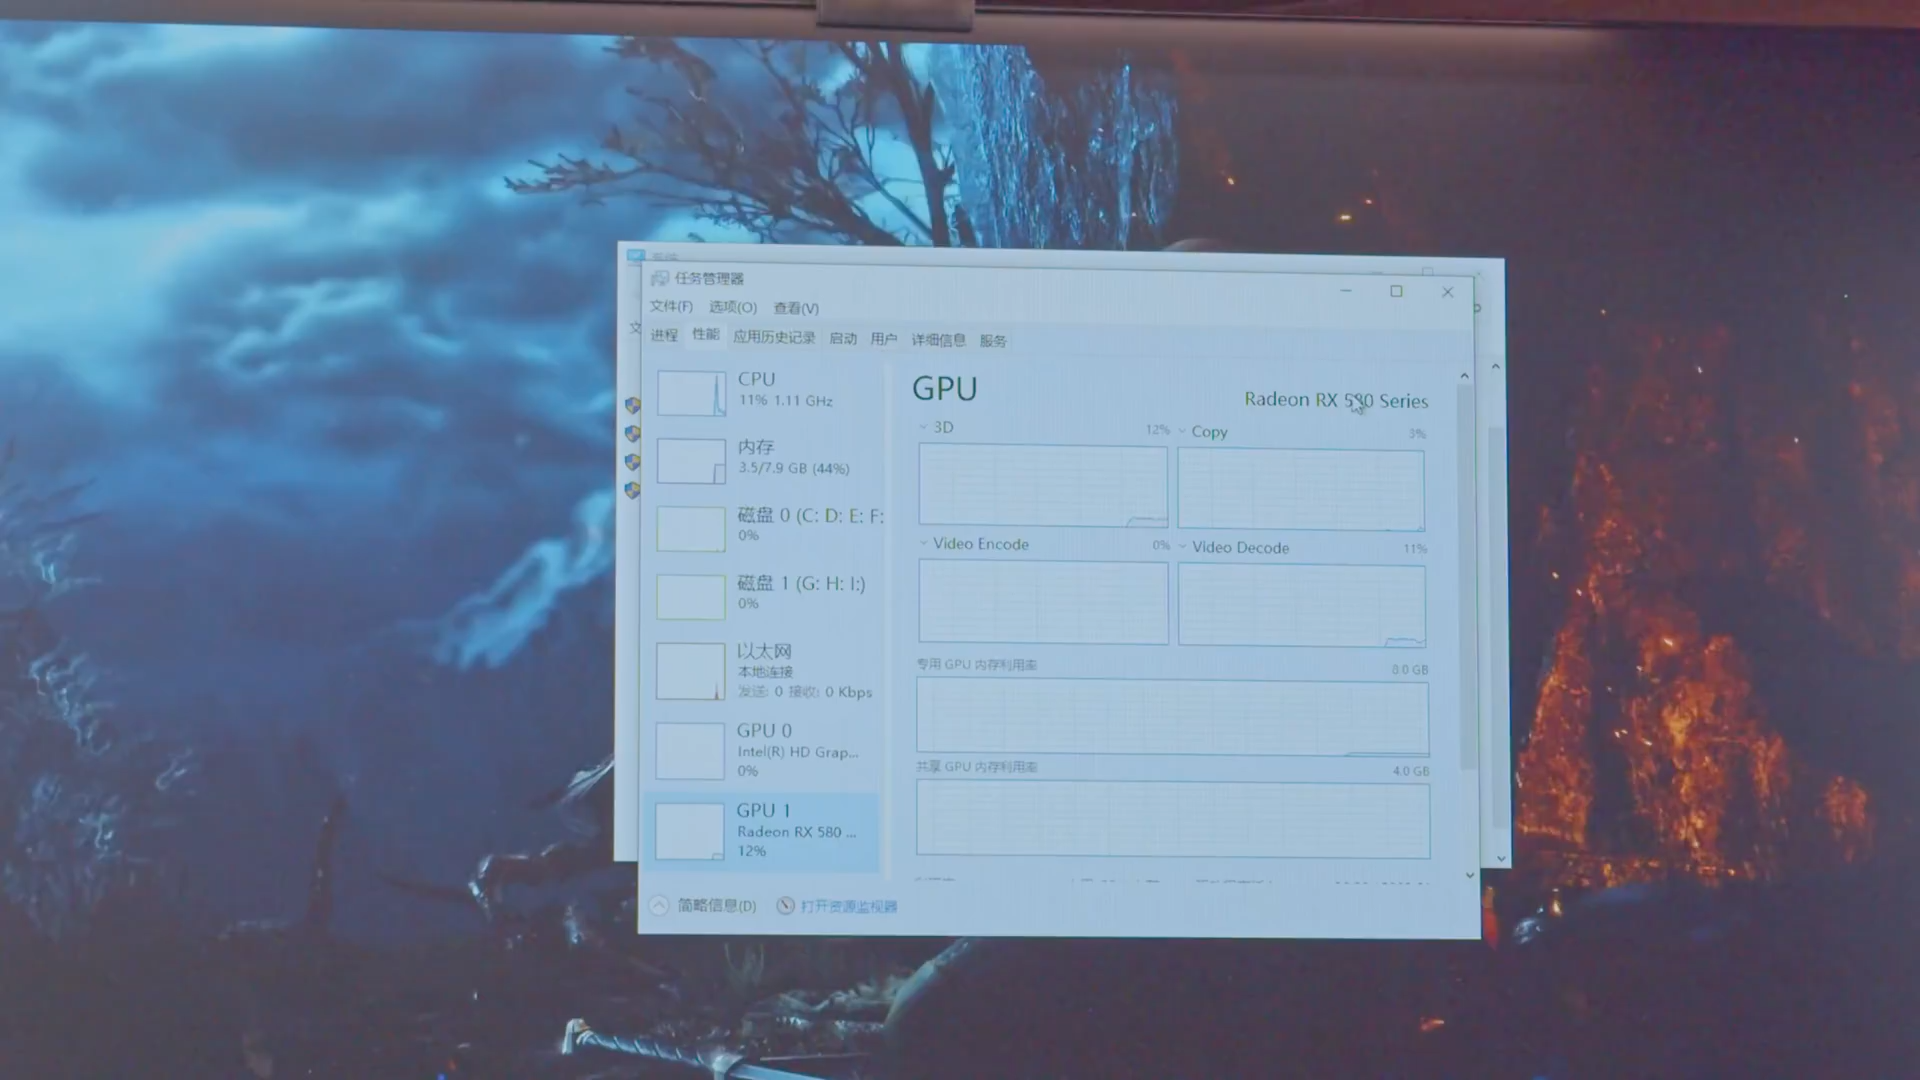 任务管理器
文件(F) 选项(O) 查看(V)
文
进程 性能 应用历史记录 启动 用户 详细信息 服务
CPU
11% 1.11 GHz
内存
3.5/7.9 GB (44%)
磁盘 0 (C: D: E: F:
0%
磁盘 1 (G: H: I:)
0%
以太网
本地连接
发送: 0 接收: 0 Kbps
GPU 0
Intel(R) HD Grap...
0%
GPU 1
Radeon RX 580 ...
12%
GPU
Radeon RX 580 Series
3D 12%
Copy 3%
Video Encode 0%
Video Decode 11%
专用 GPU 内存利用率 8.0 GB
共享 GPU 内存利用率 4.0 GB
简略信息(D) 打开资源监视器